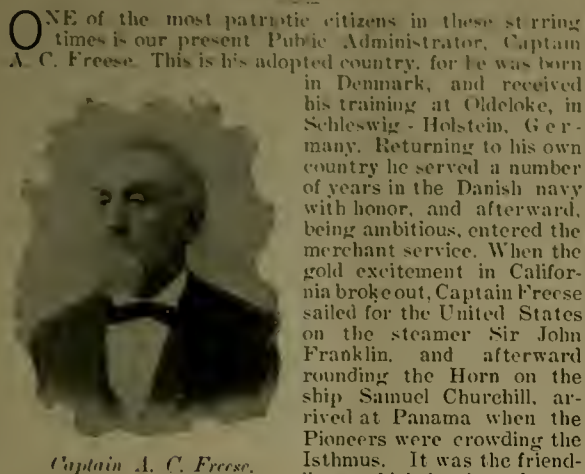 ONE of the most patriotic citizens in these stirring
times is our present Public Administrator, Captain
A. C. Freese. This is his adopted country, for he was born
in Denmark, and received
his training at Oldeloke, in
Schleswig - Holstein, Ger-
many. Returning to his own
country he served a number
of years in the Danish navy
with honor, and afterward,
being ambitious, entered the
merchant service. When the
gold excitement in Califor-
nia broke out, Captain Freese
sailed for the United States
on the steamer Sir John
Franklin, and afterward
rounding the Horn on the
ship Samuel Churchill, ar-
rived at Panama when the
Pioneers were crowding the
Isthmus. It was the friend-
Captain A. C. Freese.